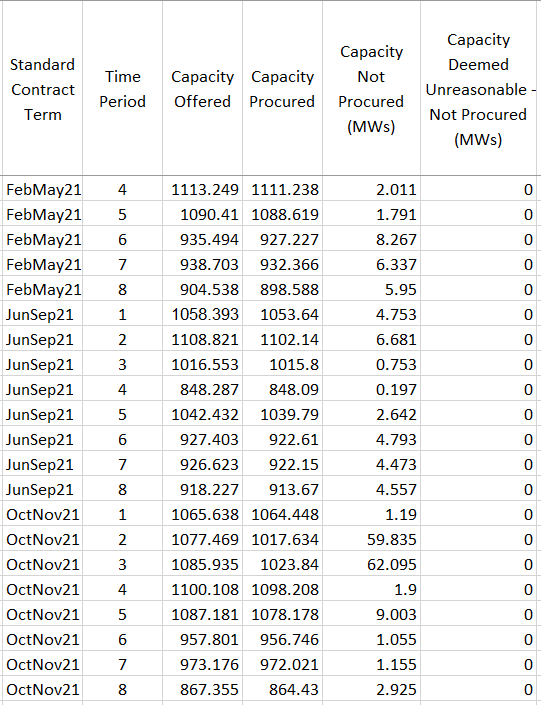 Standard Contract Term	Time Period	Capacity Offered	Capacity Procured	Capacity Not Procured (MWs)	Capacity Deemed Unreasonable - Not Procured (MWs)
FebMay21	4	1113.249	1111.238	2.011	0
FebMay21	5	1090.41	1088.619	1.791	0
FebMay21	6	935.494	927.227	8.267	0
FebMay21	7	938.703	932.366	6.337	0
FebMay21	8	904.538	898.588	5.95	0
JunSep21	1	1058.393	1053.64	4.753	0
JunSep21	2	1108.821	1102.14	6.681	0
JunSep21	3	1016.553	1015.8	0.753	0
JunSep21	4	848.287	848.09	0.197	0
JunSep21	5	1042.432	1039.79	2.642	0
JunSep21	6	927.403	922.61	4.793	0
JunSep21	7	926.623	922.15	4.473	0
JunSep21	8	918.227	913.67	4.557	0
OctNov21	1	1065.638	1064.448	1.19	0
OctNov21	2	1077.469	1017.634	59.835	0
OctNov21	3	1085.935	1023.84	62.095	0
OctNov21	4	1100.108	1098.208	1.9	0
OctNov21	5	1087.181	1078.178	9.003	0
OctNov21	6	957.801	956.746	1.055	0
OctNov21	7	973.176	972.021	1.155	0
OctNov21	8	867.355	864.43	2.925	0